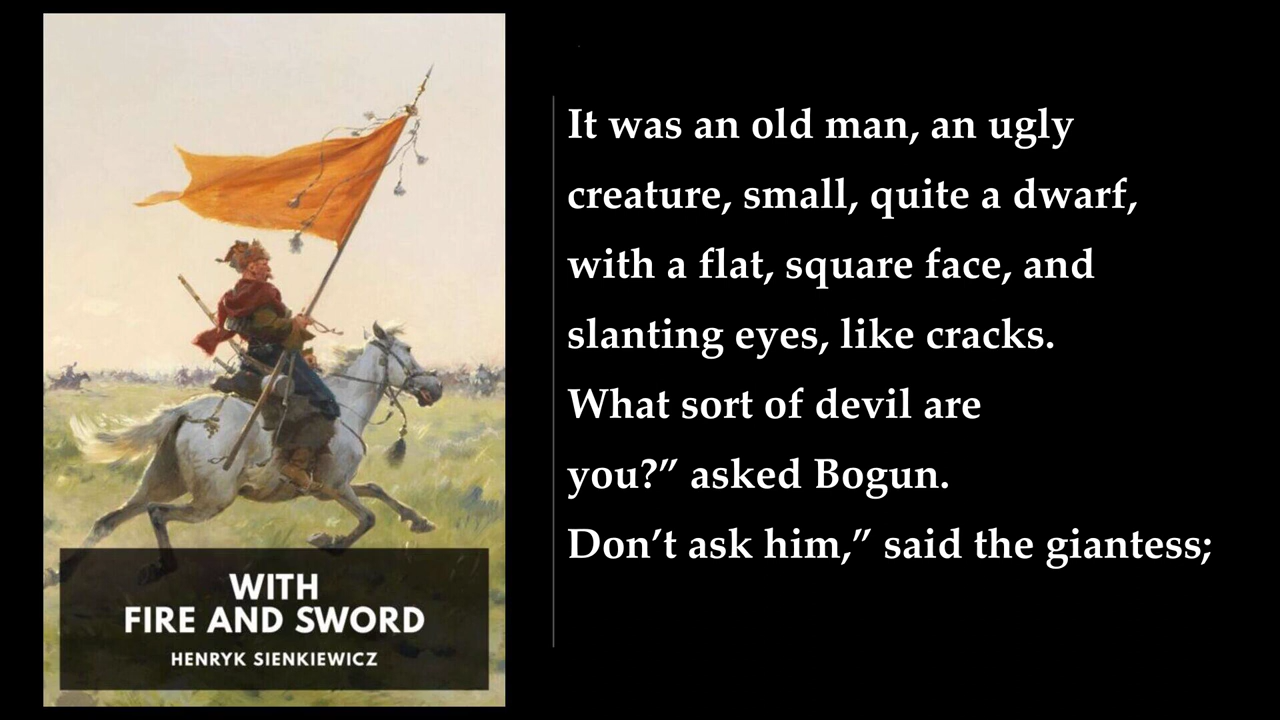 WITH
FIRE AND SWORD
HENRYK SIENKIEWICZ
It was an old man, an ugly
creature, small, quite a dwarf,
with a flat, square face, and
slanting eyes, like cracks.
What sort of devil are
you?” asked Bogun.
Don’t ask him,” said the giantess;